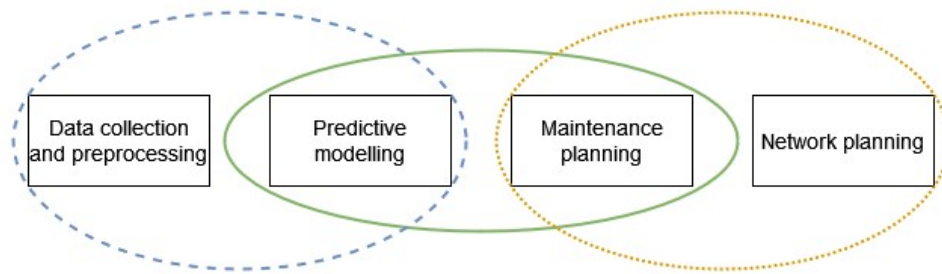 Data collection
and preprocessing
Predictive
modelling
Maintenance
planning
Network planning